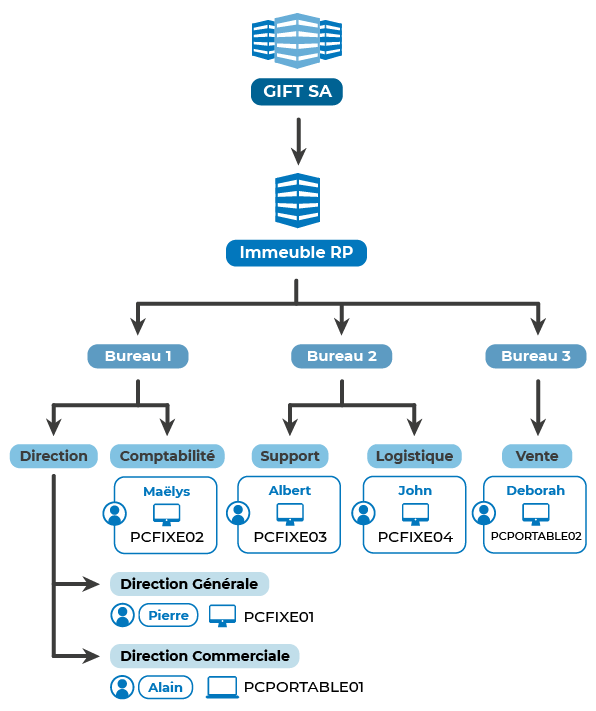 GIFT SA
Immeuble RP
Bureau 1
Bureau 2
Bureau 3
Direction
Comptabilité
Support
Logistique
Vente
Maëlys
PCFIXE02
Albert
PCFIXE03
John
PCFIXE04
Deborah
PCPORTABLE02
Direction Générale
Pierre
PCFIXE01
Direction Commerciale
Alain
PCPORTABLE01